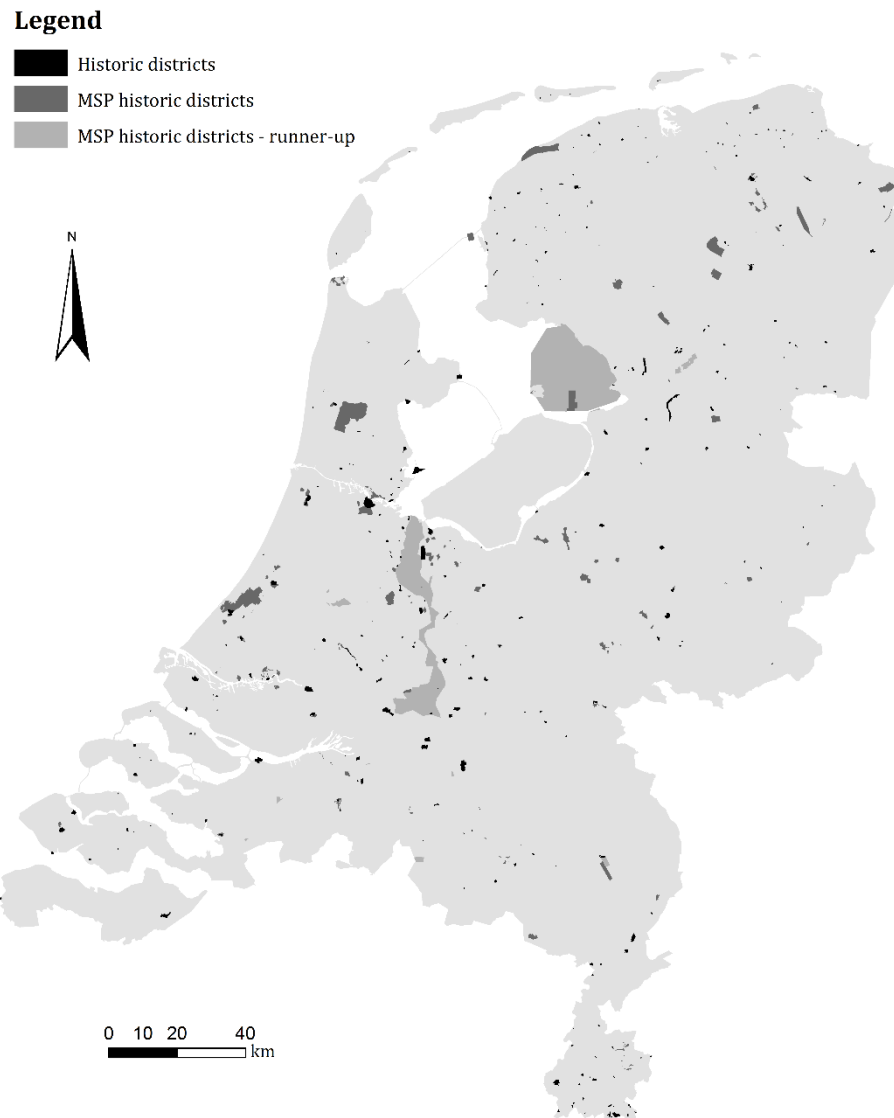 Legend
Historic districts
MSP historic districts
MSP historic districts - runner-up
N
0 10 20 40
km